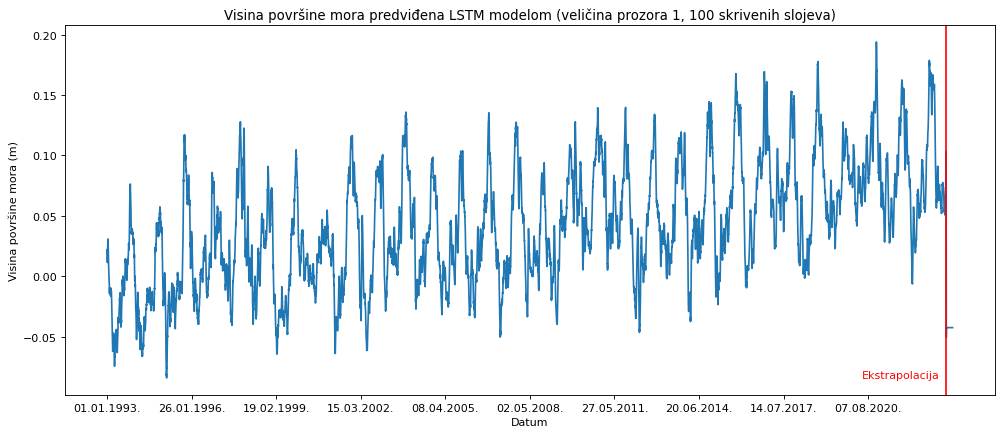 Visina površine mora predviđena LSTM modelom (veličina prozora 1, 100 skrivenih slojeva)
Visina površine mora (m)
0.20
0.15
0.10
0.05
0.00
−0.05
Ekstrapolacija
01.01.1993. 26.01.1996. 19.02.1999. 15.03.2002. 08.04.2005. 02.05.2008. 27.05.2011. 20.06.2014. 14.07.2017. 07.08.2020.
Datum